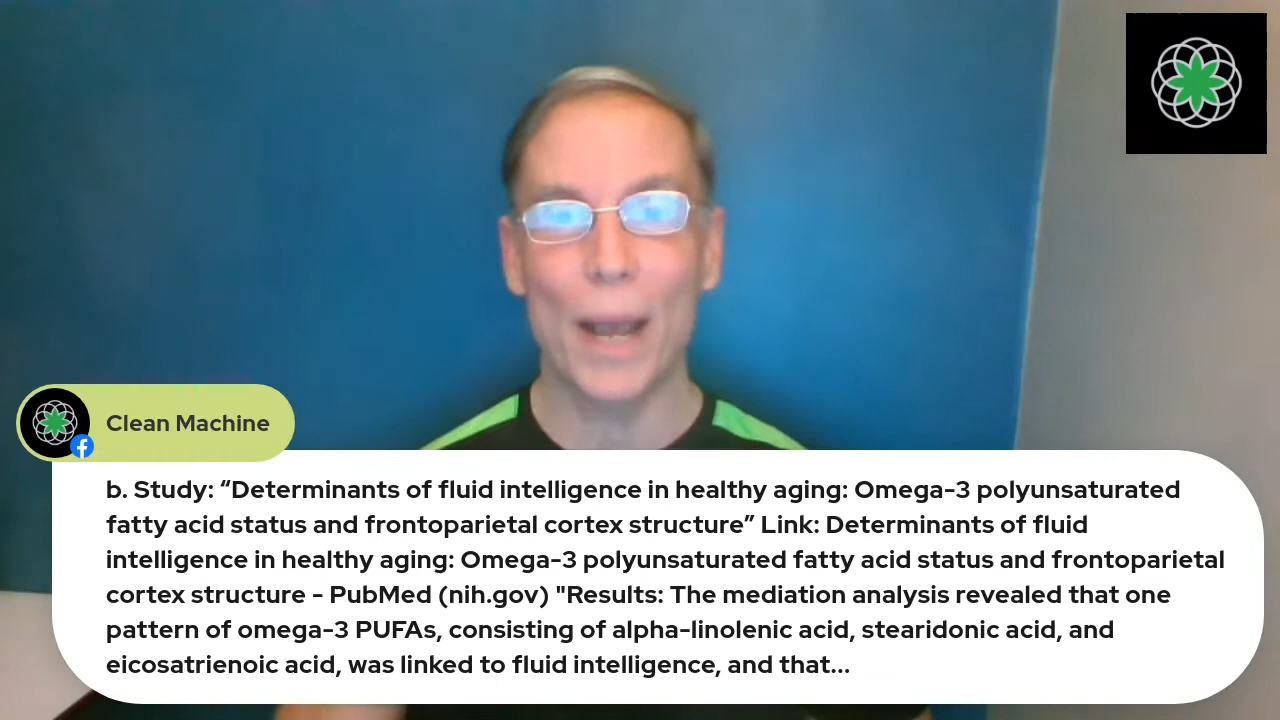 Clean Machine
b. Study: “Determinants of fluid intelligence in healthy aging: Omega-3 polyunsaturated
fatty acid status and frontoparietal cortex structure” Link: Determinants of fluid
intelligence in healthy aging: Omega-3 polyunsaturated fatty acid status and frontoparietal
cortex structure - PubMed (nih.gov) "Results: The mediation analysis revealed that one
pattern of omega-3 PUFAs, consisting of alpha-linolenic acid, stearidonic acid, and
eicosatrienoic acid, was linked to fluid intelligence, and that...